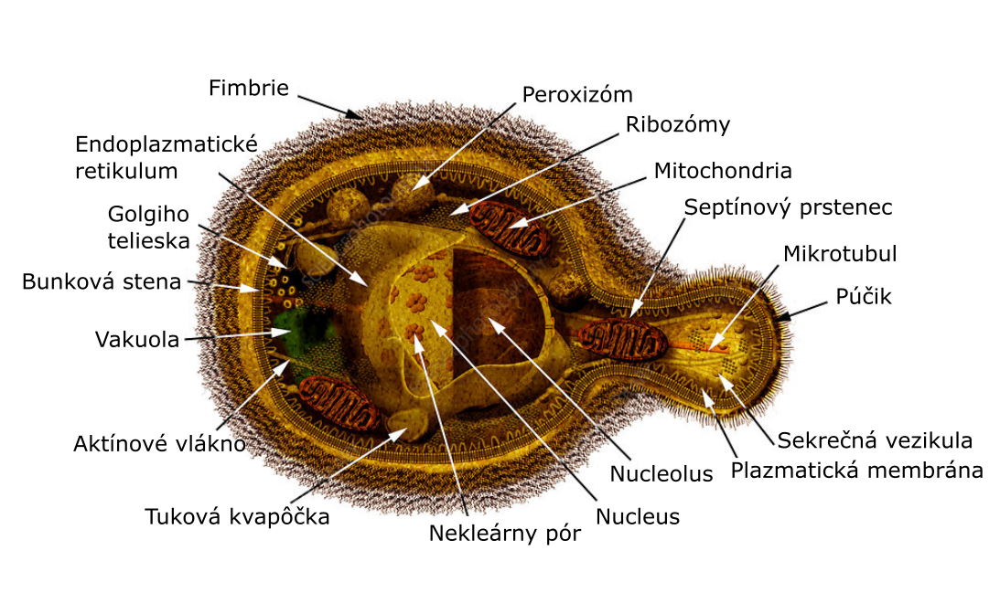 Fimbrie
Peroxizóm
Ribozómy
Endoplazmatické
retikulum
Mitochondria
Septínový prstenec
Golgiho
telieska
Mikrotubul
Bunková stena
Púčik
Vakuola
Aktínové vlákno
Sekrečná vezikula
Plazmatická membrána
Nucleolus
Tuková kvapôčka
Nucleus
Nekleárny pór